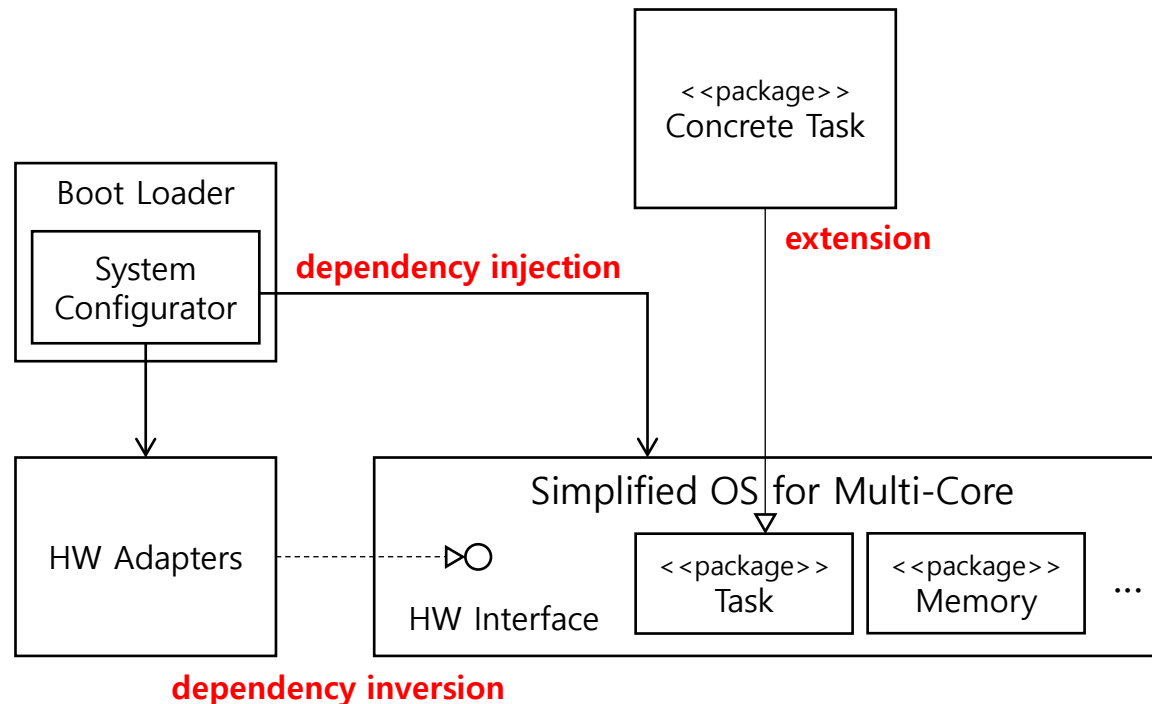 <<package>>
Concrete Task
Boot Loader
System
Configurator
dependency injection
extension
HW Adapters
Simplified OS for Multi-Core
HW Interface
<<package>>
Task
<<package>>
Memory
...
dependency inversion